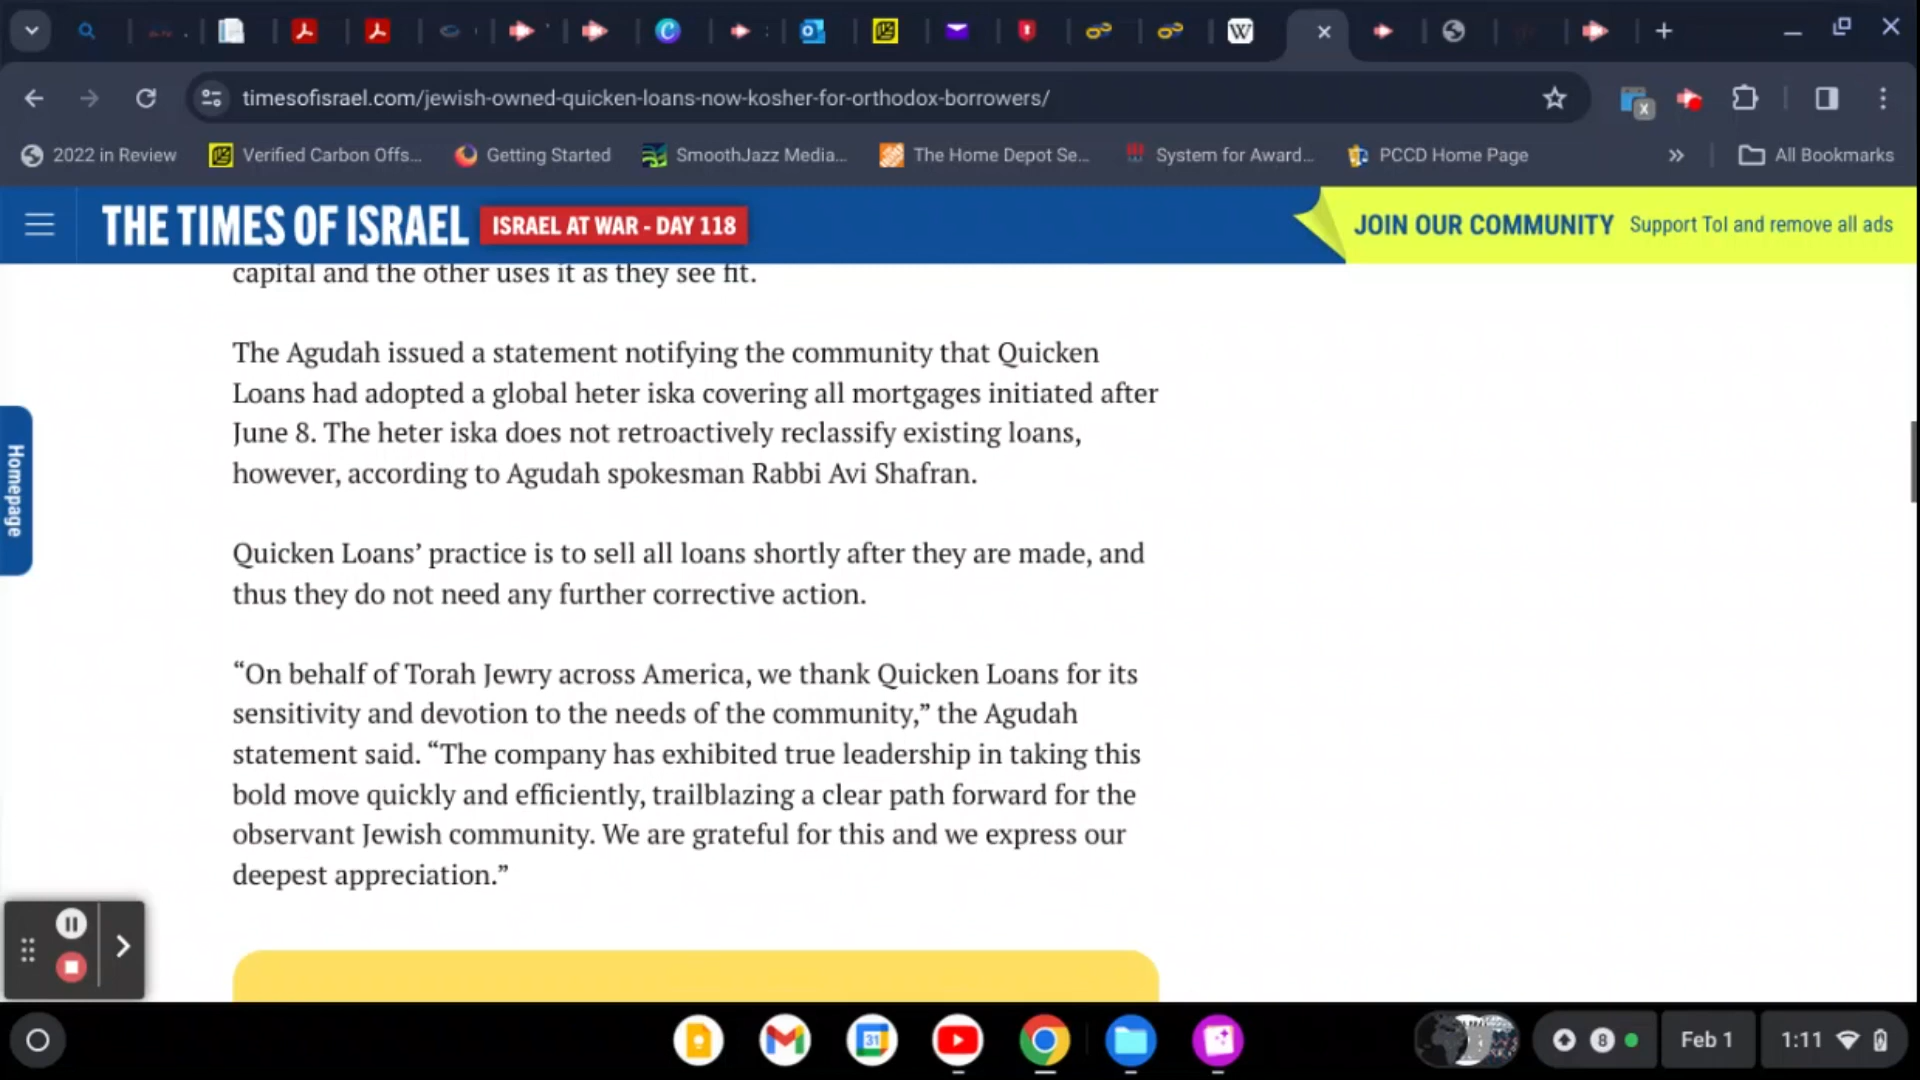 timesofisrael.com/jewish-owned-quicken-loans-now-kosher-for-orthodox-borrowers/
2022 in Review
Verified Carbon Offs...
Getting Started
SmoothJazz Media...
The Home Depot Se...
System for Award...
PCCD Home Page
All Bookmarks
THE TIMES OF ISRAEL
ISRAEL AT WAR - DAY 118
JOIN OUR COMMUNITY
Support ToI and remove all ads
capital and the other uses it as they see fit.
The Agudah issued a statement notifying the community that Quicken
Loans had adopted a global heter iska covering all mortgages initiated after
June 8. The heter iska does not retroactively reclassify existing loans,
however, according to Agudah spokesman Rabbi Avi Shafran.
Quicken Loans’ practice is to sell all loans shortly after they are made, and
thus they do not need any further corrective action.
“On behalf of Torah Jewry across America, we thank Quicken Loans for its
sensitivity and devotion to the needs of the community,” the Agudah
statement said. “The company has exhibited true leadership in taking this
bold move quickly and efficiently, trailblazing a clear path forward for the
observant Jewish community. We are grateful for this and we express our
deepest appreciation.”
Homepage
31
8
Feb 1
1:11